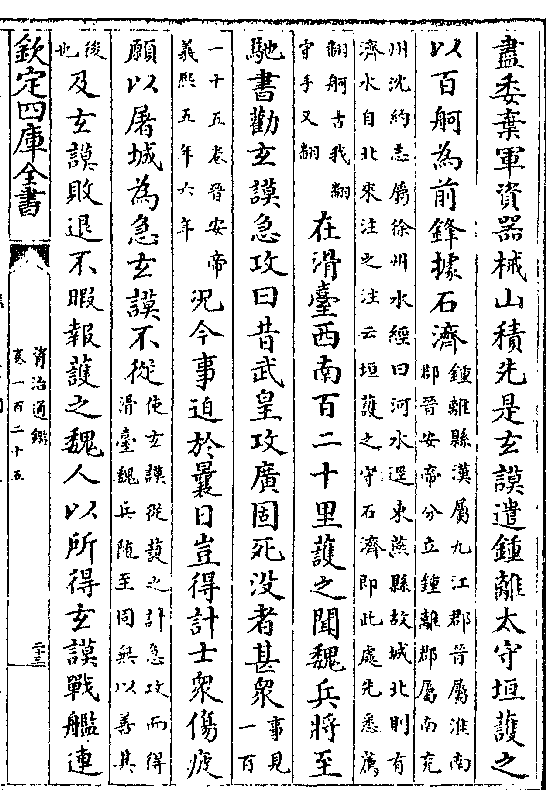 盡委棄軍資器械山積先是玄謨遣鍾離太守垣護之
以百舸為前鋒據石濟鍾離縣漢屬九江郡晉屬淮南
郡晉安帝分立鍾離郡屬南兖
州沈約志屬徐州水經曰河水逕東燕縣故城北則有
濟水自北來注之注云垣護之守石濟即此處先悉薦
翻舸古我翻
守手又翻
在滑臺西南百二十里護之聞魏兵將至
馳書勸玄謨急攻曰昔武皇攻廣固死没者甚衆事見
一百
一十五卷晉安帝
義熙五年六年
況今事迫於曩日豈得計士衆傷疲
願以屠城為急玄謨不從使玄謨從護之計急攻而得
滑臺魏兵随至固無以善其
後
也
及玄謨敗退不暇報護之魏人以所得玄謨戰艦連
欽定四庫全書
資治通鑑
卷一百二十五
二十三